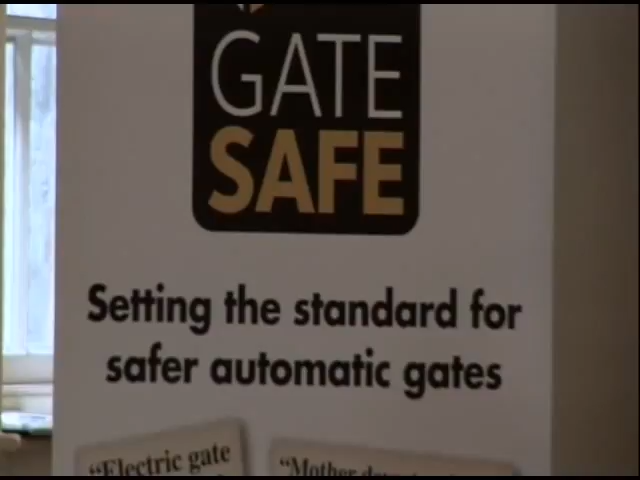 GATE
SAFE
Setting the standard for
safer automatic gates
"Electric gate
"Mother